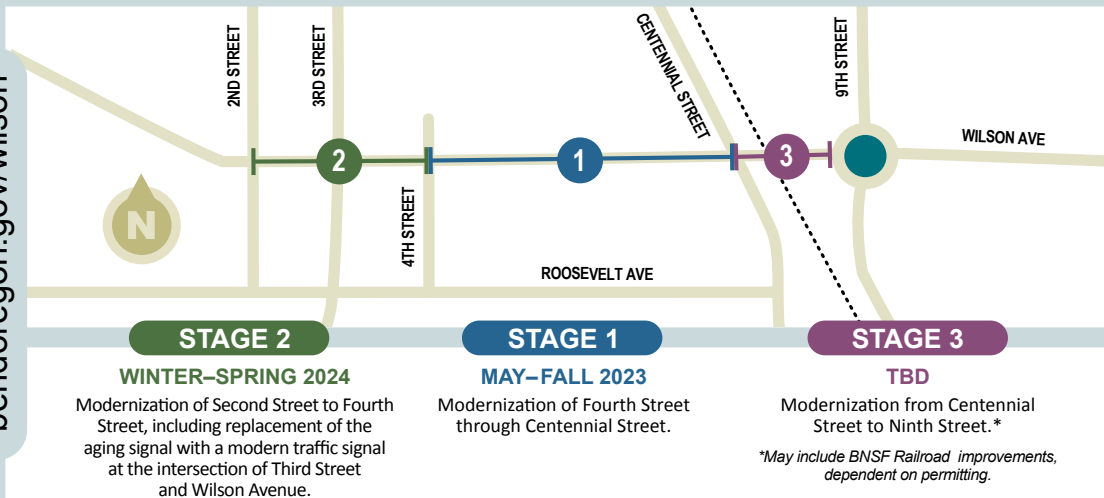 bendoregon.gov/wilson
2ND STREET
3RD STREET
CENTENNIAL STREET
9TH STREET
WILSON AVE
2
1
3
N
4TH STREET
ROOSEVELT AVE
STAGE 2
WINTER–SPRING 2024
Modernization of Second Street to Fourth
Street, including replacement of the
aging signal with a modern traffic signal
at the intersection of Third Street
and Wilson Avenue.
STAGE 1
MAY–FALL 2023
Modernization of Fourth Street
through Centennial Street.
STAGE 3
TBD
Modernization from Centennial
Street to Ninth Street.*
*May include BNSF Railroad improvements,
dependent on permitting.